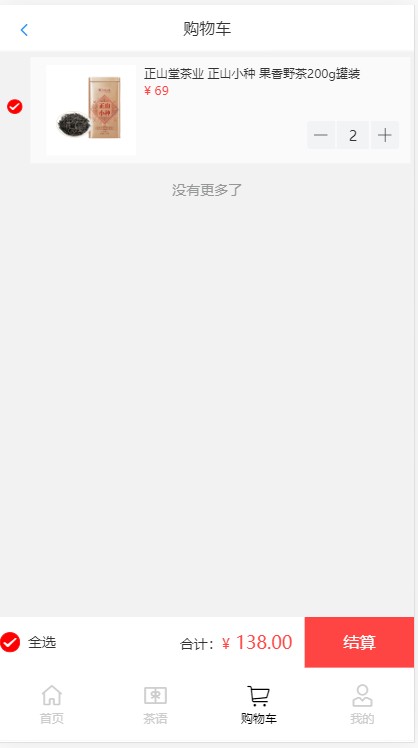 购物车
正山堂茶业 正山小种 果香野茶200g罐装
¥ 69
正山
小种
2
没有更多了
全选
合计：¥ 138.00
结算
首页
茶语
购物车
我的